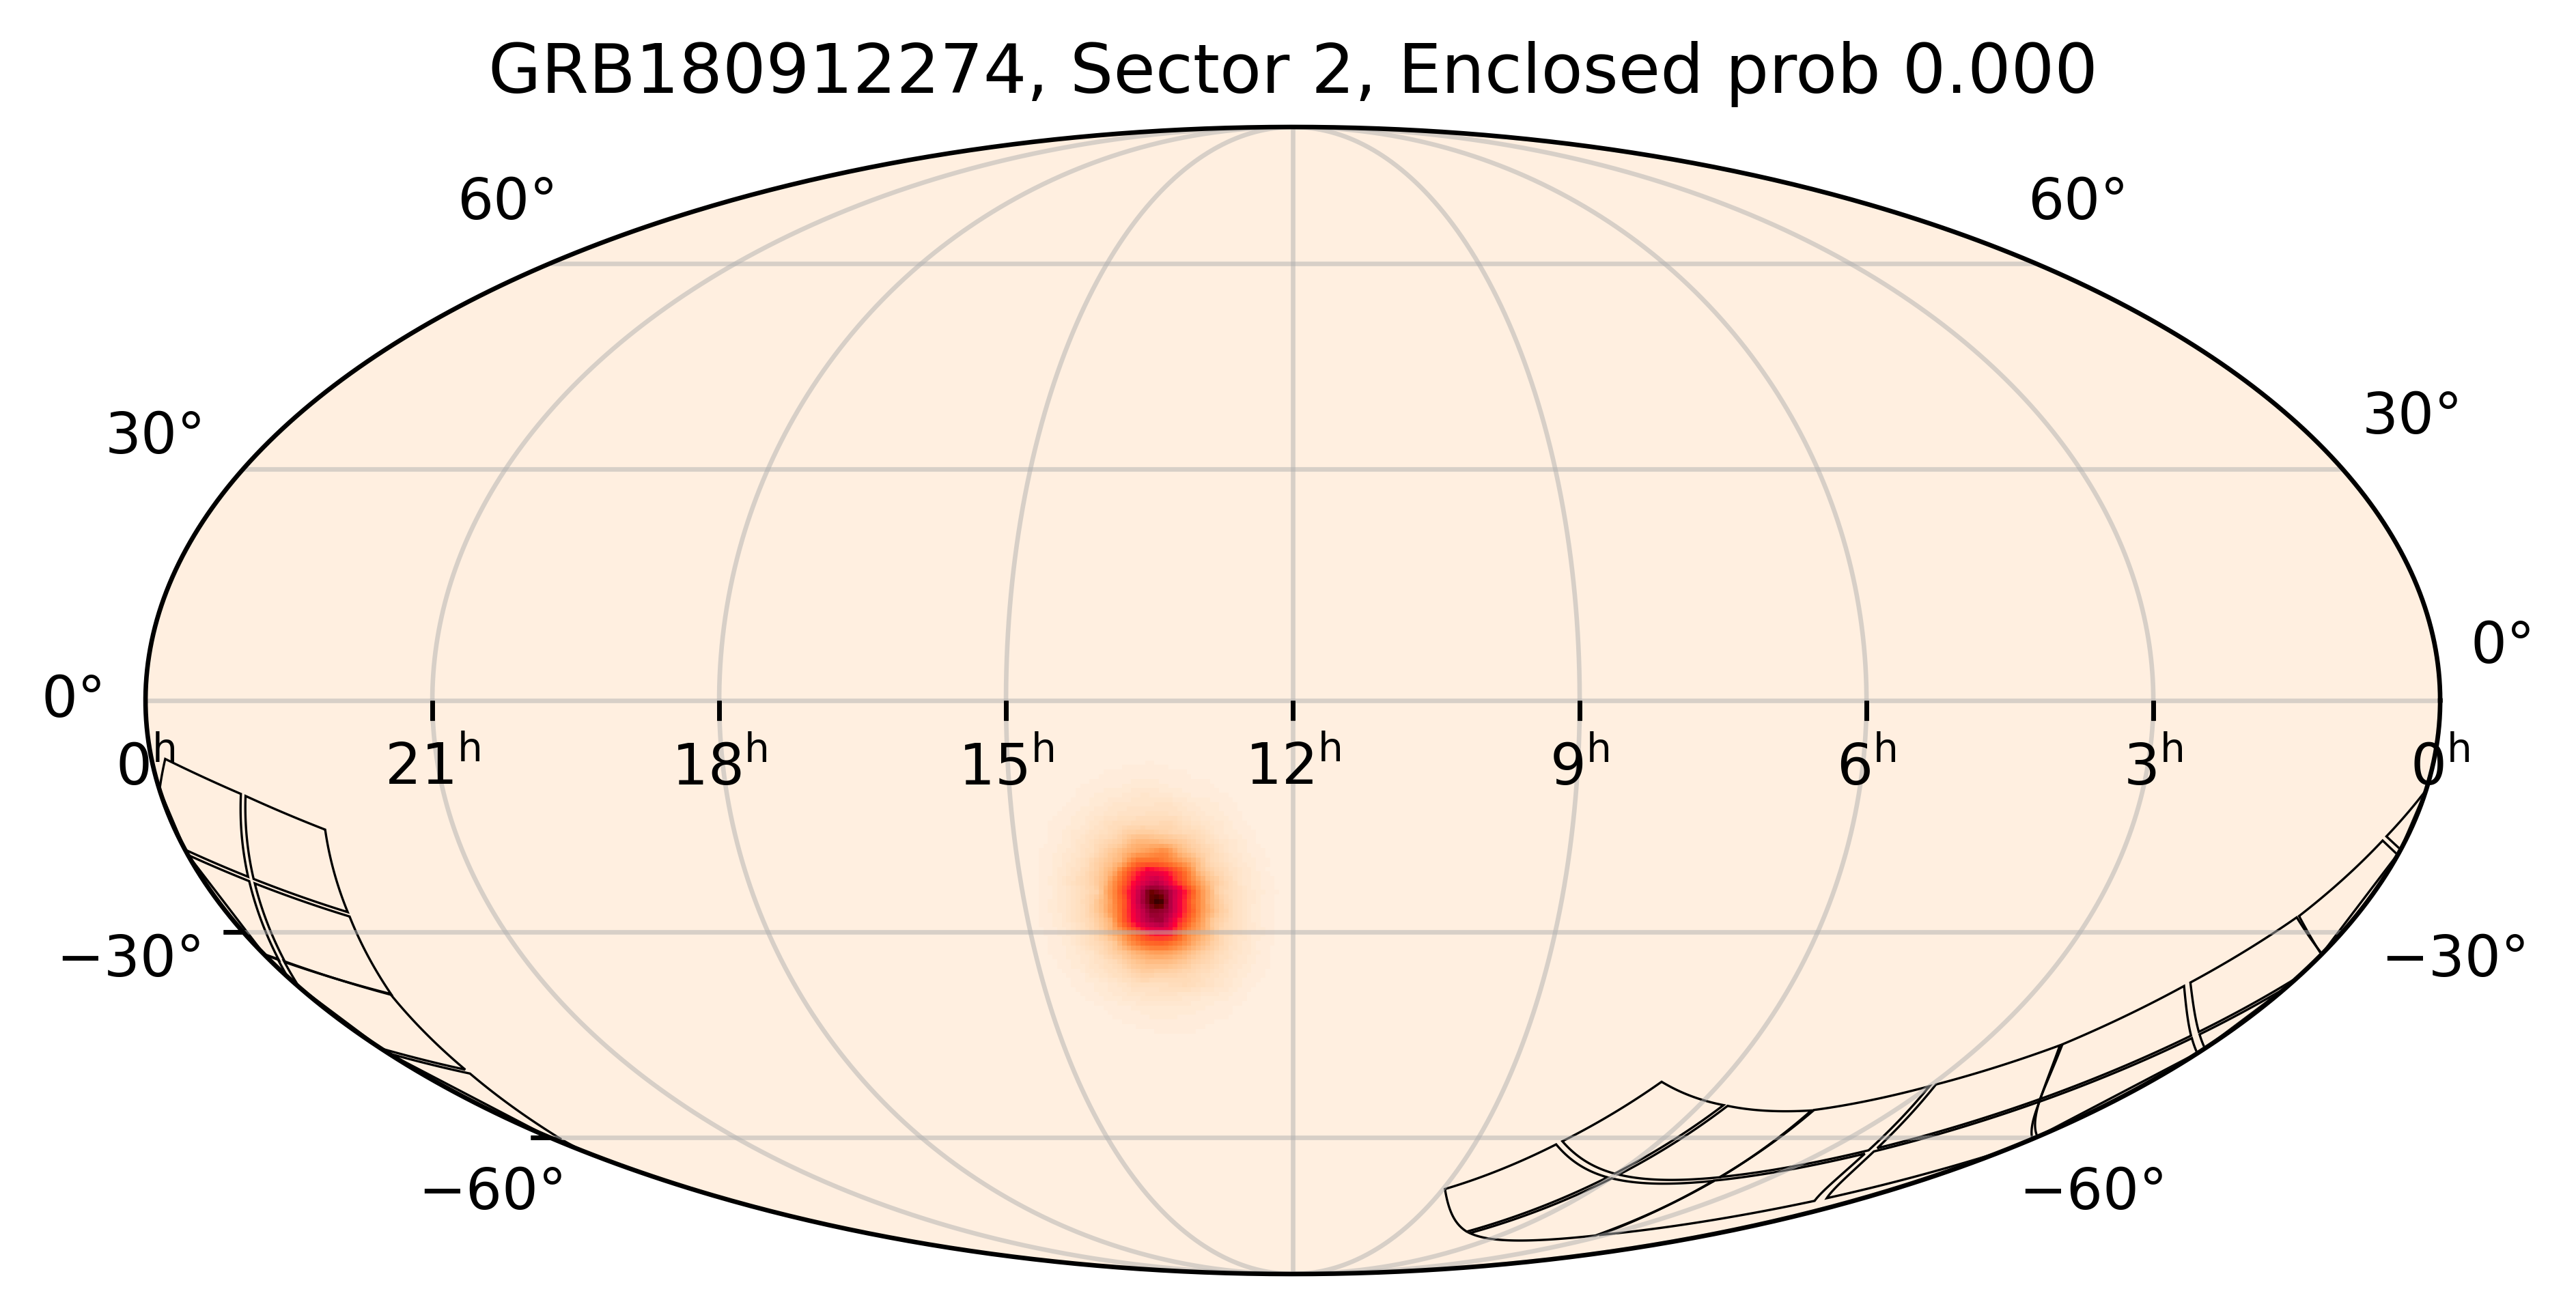 GRB180912274, Sector 2, Enclosed prob 0.000
60° 60°
30° 30°
0° 0°
0ʰ 21ʰ 18ʰ 15ʰ 12ʰ 9ʰ 6ʰ 3ʰ 0ʰ
−30° −30°
−60° −60°